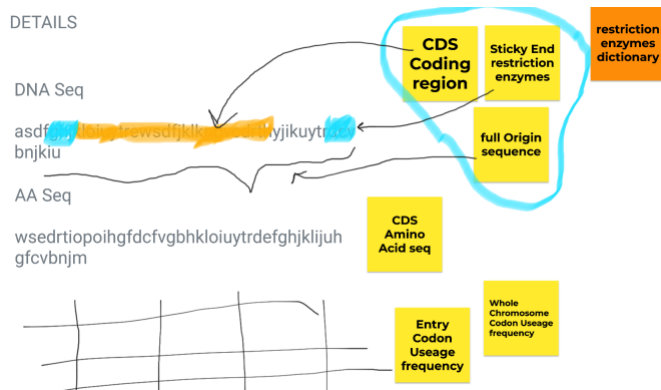 DETAILS
CDS
Coding
region
Sticky End
restriction
enzymes
restriction
enzymes
dictionary
DNA Seq
bnjkiu
full Origin
sequence
AA Seq
wsedrtiopoihgfdcfvgbhkloiuytrdefghjklijuh
gfcvbnjm
CDS
Amino
Acid seq
Entry
Codon
Useage
frequency
Whole
Chromosome
Codon Useage
frequency